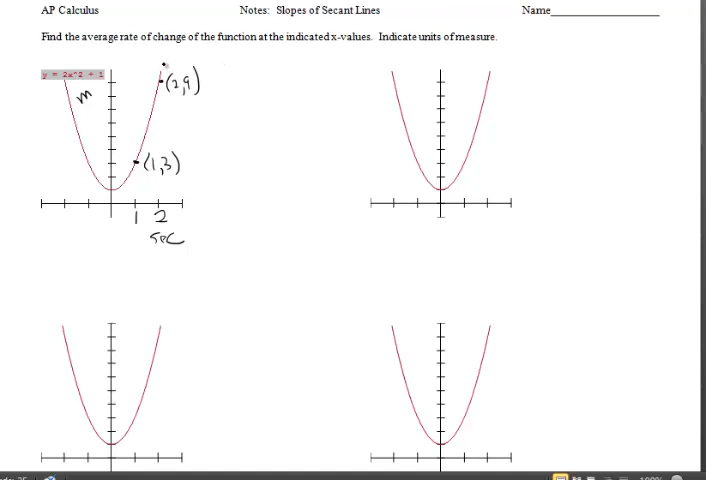 AP Calculus Notes: Slopes of Secant Lines Name
Find the average rate of change of the function at the indicated x-values. Indicate units of measure.
y = 2x^2 + 1
m
(2,9)
(1,3)
1 2
sec